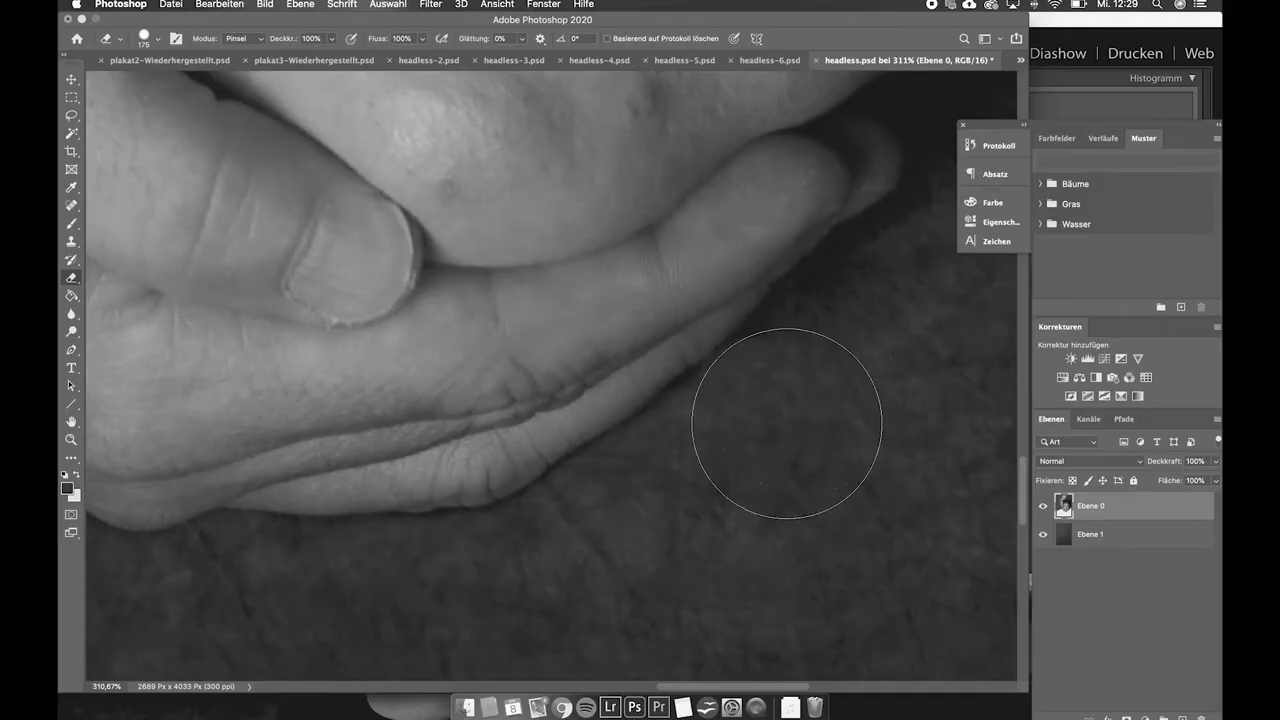 Photoshop Datei Bearbeiten Bild Ebene Schrift Auswahl Filter 3D Ansicht Fenster Hilfe Mi. 12:29
Adobe Photoshop 2020
175 Modus: Pinsel Deckkr.: 100% Fluss: 100% Glättung: 0% 0° Basierend auf Protokoll löschen
Diashow Drucken Web
plakat2-Wiederhergestellt.psd plakat3-Wiederhergestellt.psd headless-2.psd headless-3.psd headless-4.psd headless-5.psd headless-6.psd headless.psd bei 311% (Ebene 0, RGB/16) *
Histogramm
Farbfelder Verläufe Muster
Protokoll
Absatz
Farbe
Eigensch...
Zeichen
Bäume
Gras
Wasser
Korrekturen
Korrektur hinzufügen
Ebenen Kanäle Pfade
Art
Normal Deckkraft: 100%
Fixieren: Fläche: 100%
Ebene 0
Ebene 1
310,67% 2689 Px x 4033 Px (300 ppi)
8 Lr Ps Pr